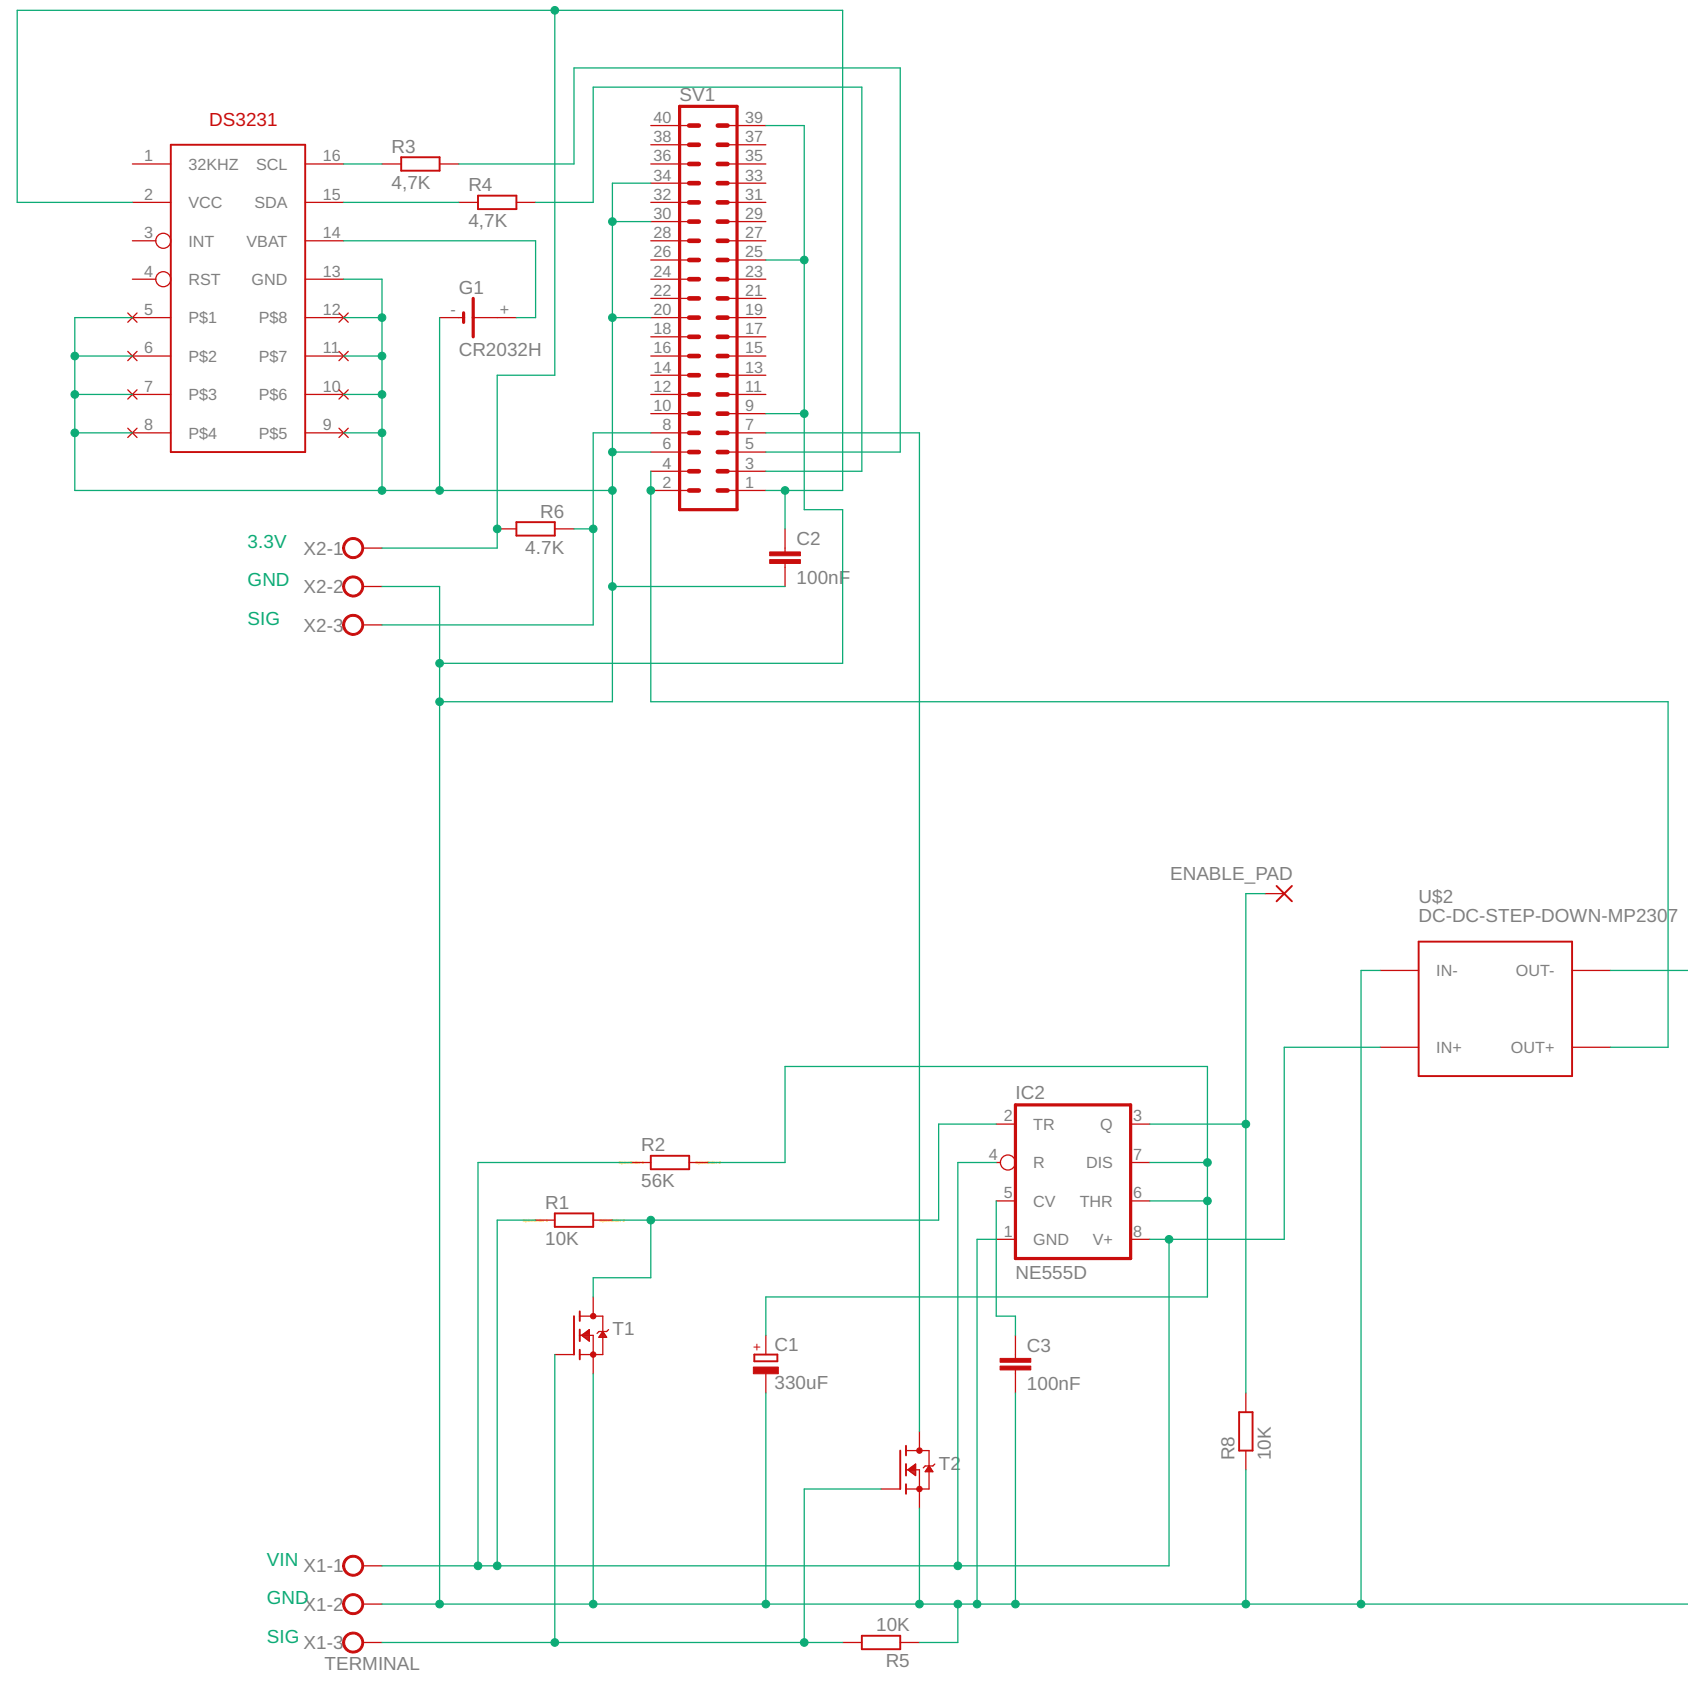 DS3231
1 32KHZ SCL 16
2 VCC SDA 15
3 INT VBAT 14
4 RST GND 13
5 P$1 P$8 12
6 P$2 P$7 11
7 P$3 P$6 10
8 P$4 P$5 9
R3
4,7K
R4
4,7K
G1
- +
CR2032H
SV1
40 39
38 37
36 35
34 33
32 31
30 29
28 27
26 25
24 23
22 21
20 19
18 17
16 15
14 13
12 11
10 9
8 7
6 5
4 3
2 1
R6
4.7K
C2
100nF
3.3V X2-1
GND X2-2
SIG X2-3
ENABLE_PAD
U$2
DC-DC-STEP-DOWN-MP2307
IN- OUT-
IN+ OUT+
IC2
2 TR Q 3
4 R DIS 7
5 CV THR 6
1 GND V+ 8
NE555D
R2
56K
R1
10K
T1
+ C1
330uF
C3
100nF
R8
10K
T2
VIN X1-1
GND X1-2
SIG X1-3
TERMINAL
10K
R5